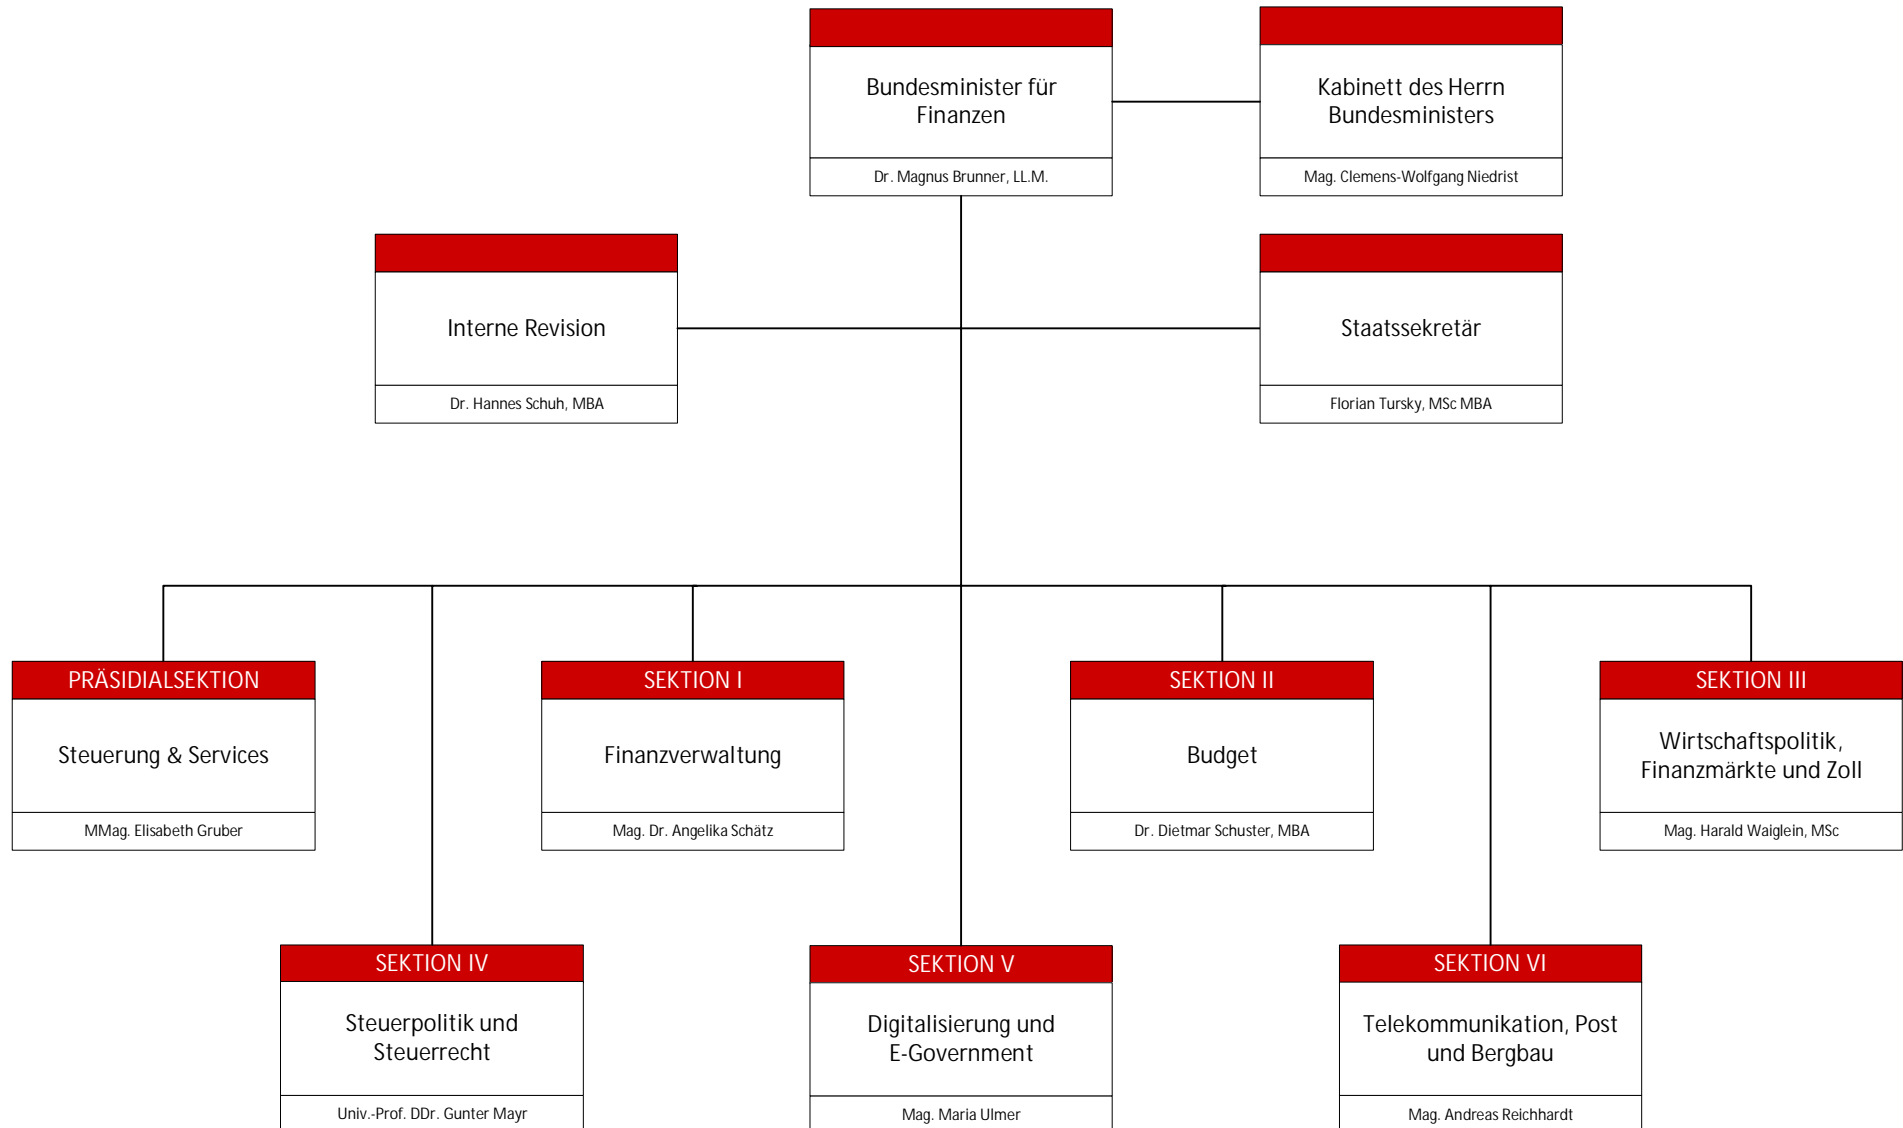 Bundesminister für
Finanzen
Dr. Magnus Brunner, LL.M.
Kabinett des Herrn
Bundesministers
Mag. Clemens-Wolfgang Niedrist
Interne Revision
Dr. Hannes Schuh, MBA
Staatssekretär
Florian Tursky, MSc MBA
PRÄSIDIALSEKTION
Steuerung & Services
MMag. Elisabeth Gruber
SEKTION I
Finanzverwaltung
Mag. Dr. Angelika Schätz
SEKTION II
Budget
Dr. Dietmar Schuster, MBA
SEKTION III
Wirtschaftspolitik,
Finanzmärkte und Zoll
Mag. Harald Waiglein, MSc
SEKTION IV
Steuerpolitik und
Steuerrecht
Univ.-Prof. DDr. Gunter Mayr
SEKTION V
Digitalisierung und
E-Government
Mag. Maria Ulmer
SEKTION VI
Telekommunikation, Post
und Bergbau
Mag. Andreas Reichhardt